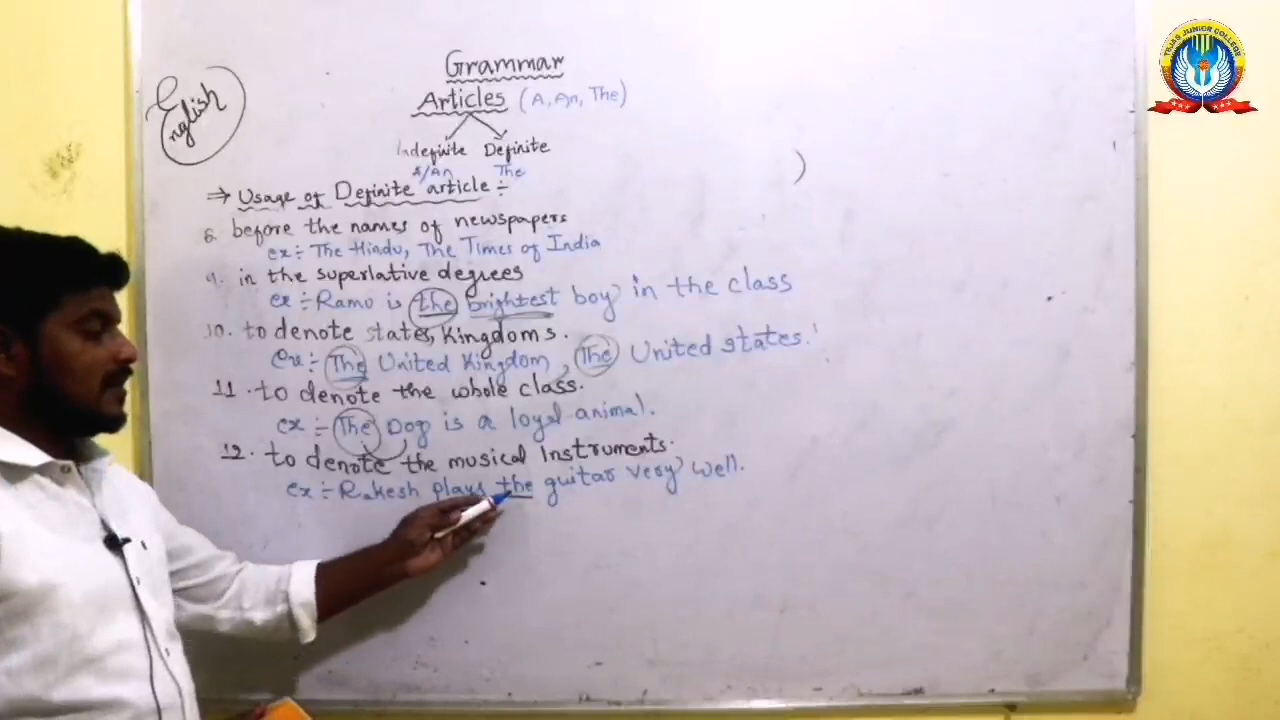 English
Grammar
Articles (A, An, The)
Indefinite Definite
A/An The
⇒ Usage of Definite article ÷
8. before the names of newspapers
ex ÷ The Hindu, The Times of India
9. in the superlative degrees
ex ÷ Ramu is the brightest boy in the class
10. to denote states, Kingdoms.
ex ÷ The United Kingdom, The United states.
11. to denote the whole class.
ex ÷ The Dog is a loyal animal.
12. to denote the musical Instruments.
ex ÷ Rakesh plays the guitar very well.
TEJAS JUNIOR COLLEGE